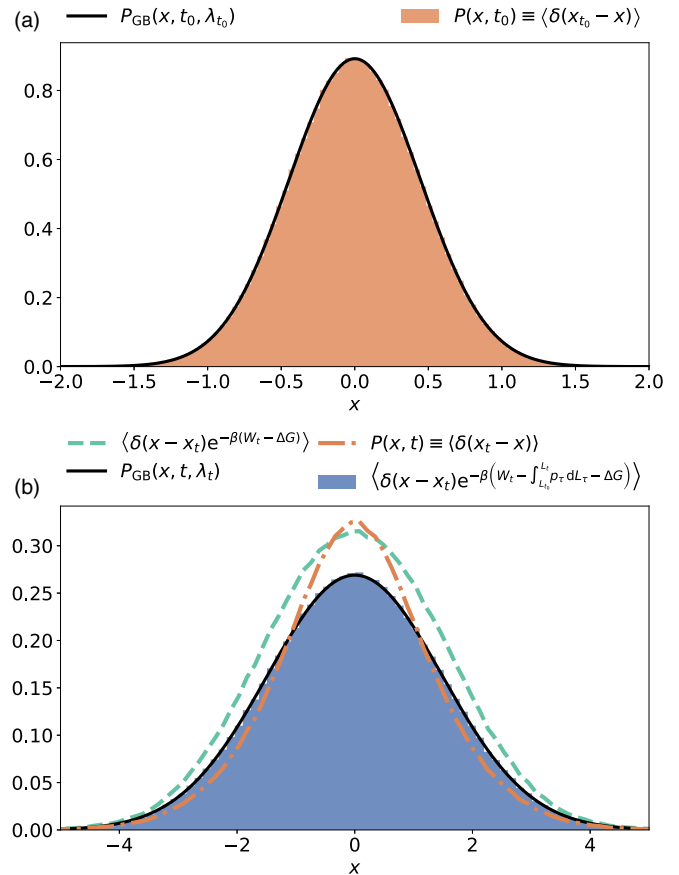 (a)
P_GB(x, t_0, λ_{t_0}) P(x, t_0) ≡ ⟨δ(x_{t_0} − x)⟩
0.8
0.6
0.4
0.2
0.0
−2.0 −1.5 −1.0 −0.5 0.0 0.5 1.0 1.5 2.0
x
⟨δ(x − x_t)e^{−β(W_t − ΔG)}⟩ P(x, t) ≡ ⟨δ(x_t − x)⟩
P_GB(x, t, λ_t) ⟨δ(x − x_t)e^{−β(W_t − ∫_{L_{t_0}}^{L_t} p_τ dL_τ − ΔG)}⟩
(b)
0.30
0.25
0.20
0.15
0.10
0.05
0.00
−4 −2 0 2 4
x